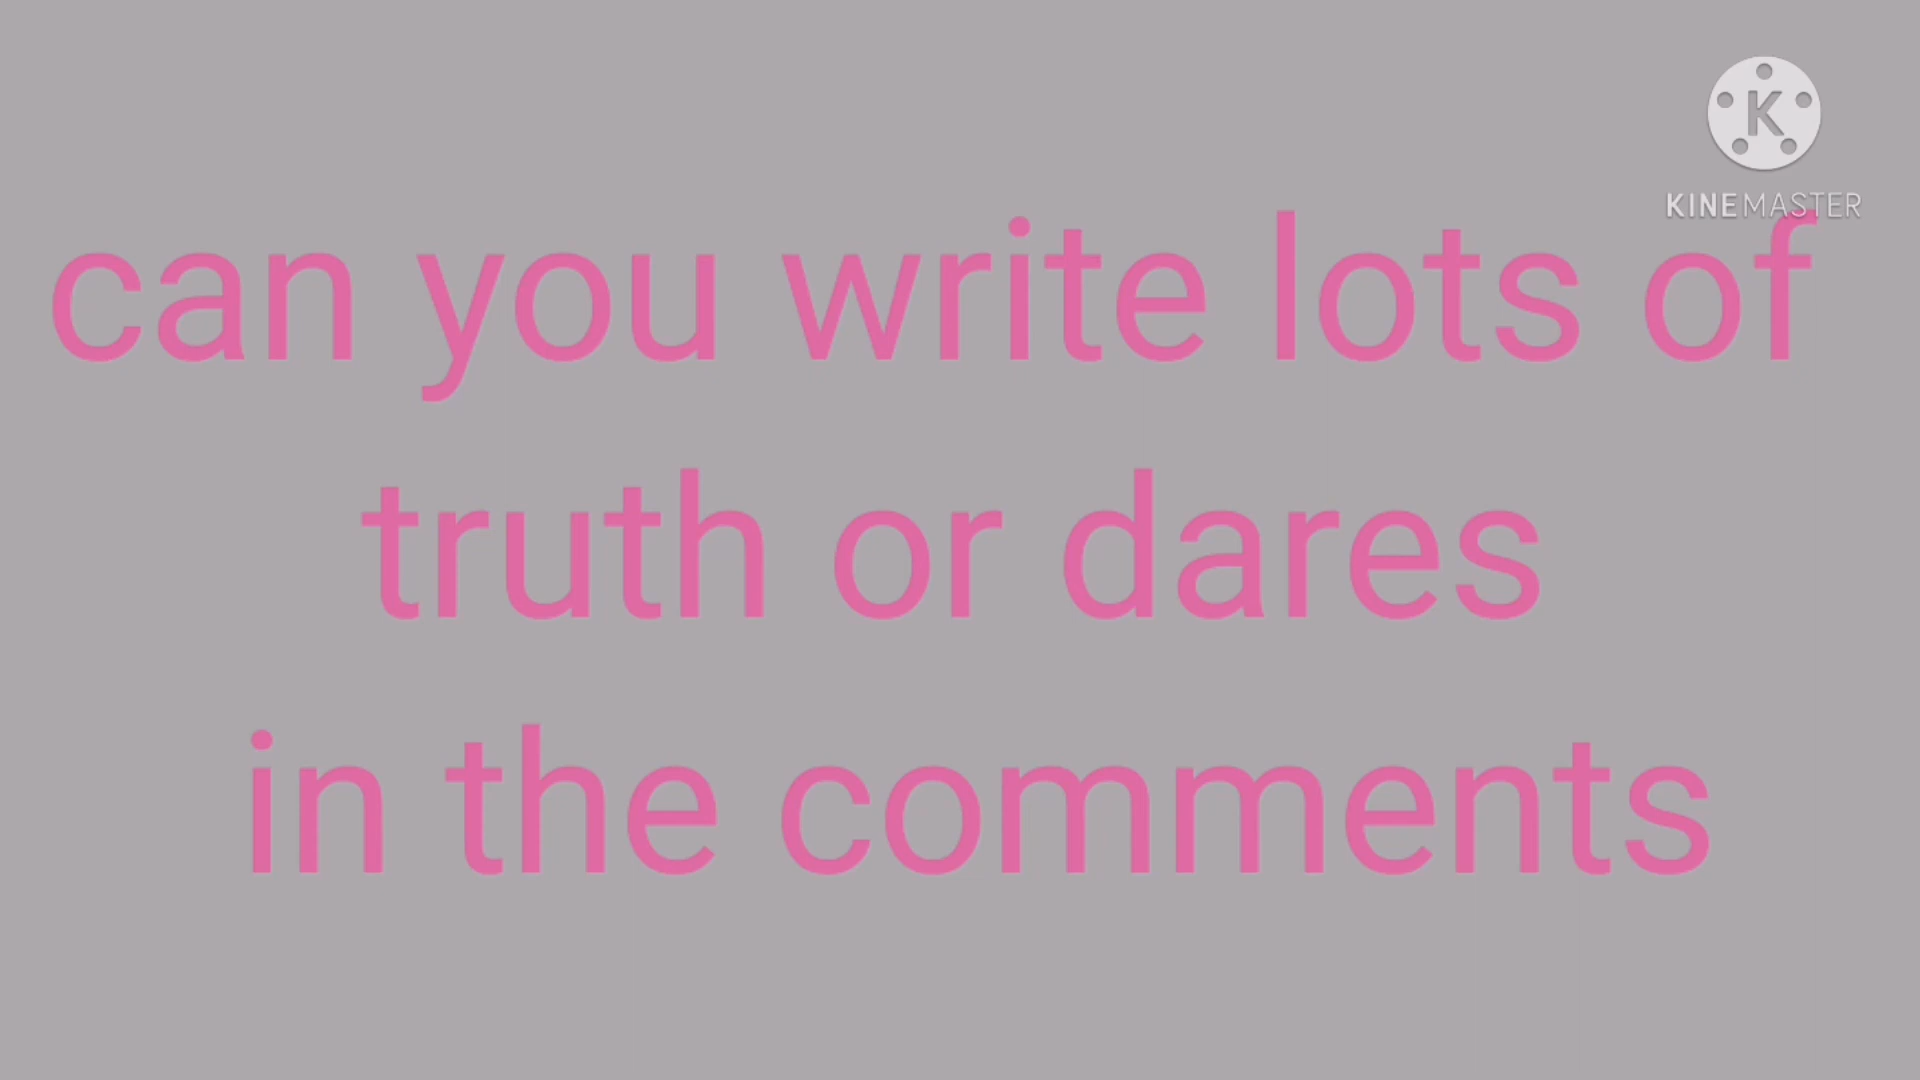 K
KINEMASTER
can you write lots of
truth or dares
in the comments